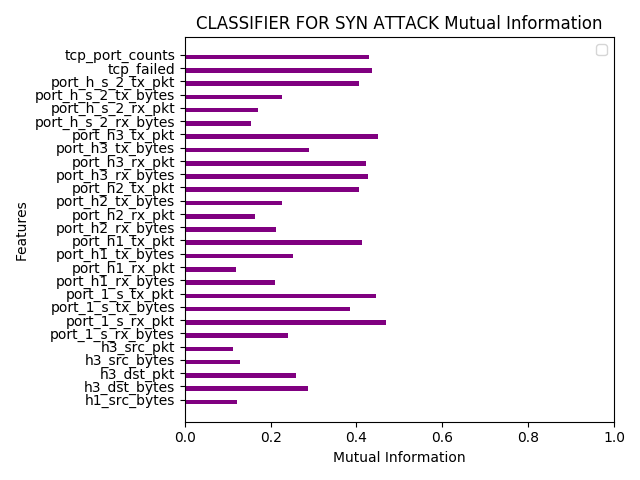 CLASSIFIER FOR SYN ATTACK Mutual Information
tcp_port_counts
tcp_failed
port_h_s_2_tx_pkt
port_h_s_2_tx_bytes
port_h_s_2_rx_pkt
port_h_s_2_rx_bytes
port_h3_tx_pkt
port_h3_tx_bytes
port_h3_rx_pkt
port_h3_rx_bytes
port_h2_tx_pkt
port_h2_tx_bytes
port_h2_rx_pkt
port_h2_rx_bytes
port_h1_tx_pkt
port_h1_tx_bytes
port_h1_rx_pkt
port_h1_rx_bytes
port_1_s_tx_pkt
port_1_s_tx_bytes
port_1_s_rx_pkt
port_1_s_rx_bytes
h3_src_pkt
h3_src_bytes
h3_dst_pkt
h3_dst_bytes
h1_src_bytes
Features
0.0 0.2 0.4 0.6 0.8 1.0
Mutual Information